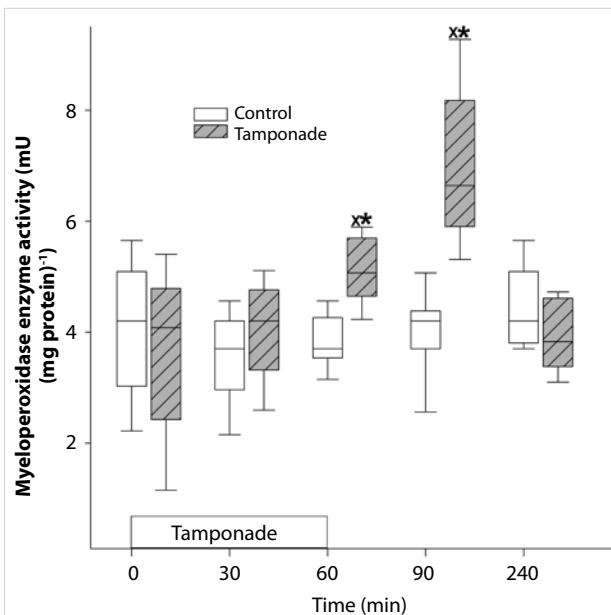 Myeloperoxidase enzyme activity (mU
(mg protein)⁻¹)
8
6
4
2
Control
Tamponade
x*
x*
Tamponade
0 30 60 90 240
Time (min)